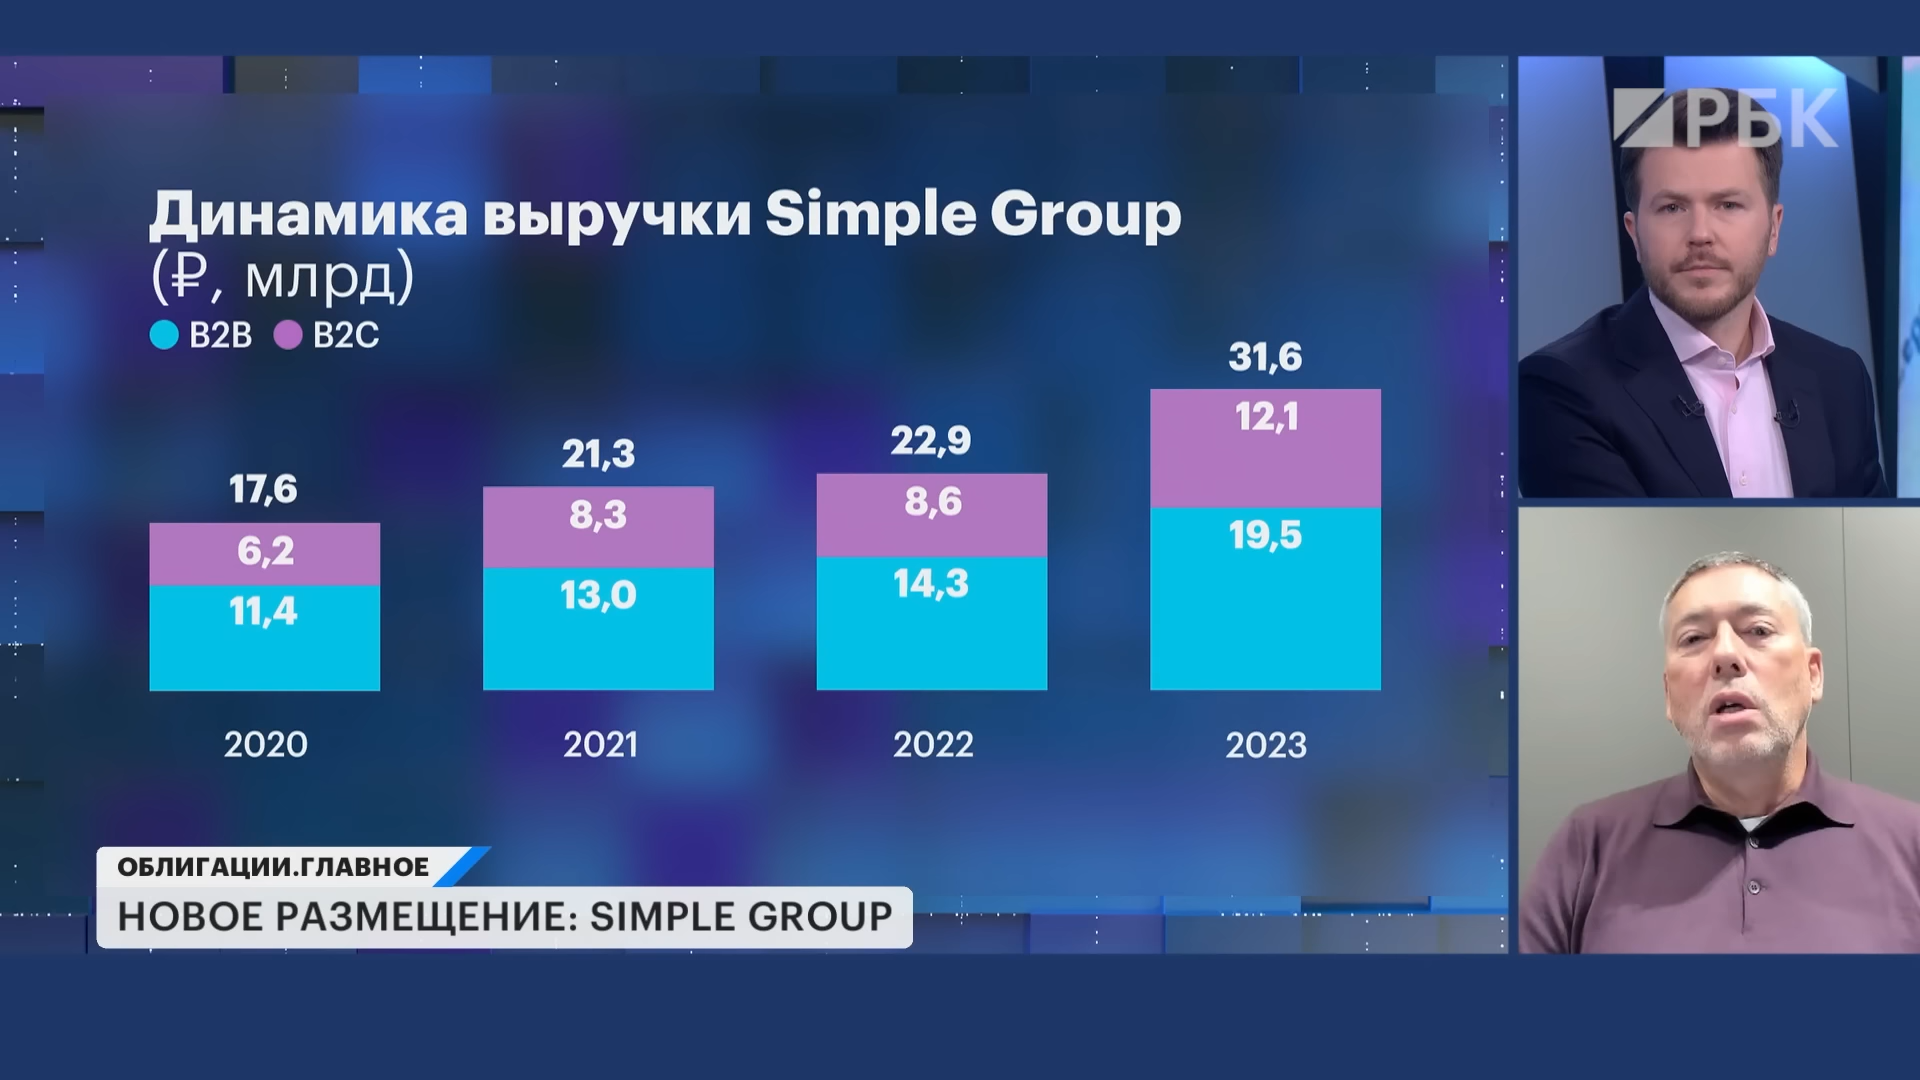 РБК
Динамика выручки Simple Group
(₽, млрд)
B2B B2C
17,6 21,3 22,9 31,6
6,2 8,3 8,6 12,1
11,4 13,0 14,3 19,5
2020 2021 2022 2023
ОБЛИГАЦИИ.ГЛАВНОЕ
НОВОЕ РАЗМЕЩЕНИЕ: SIMPLE GROUP